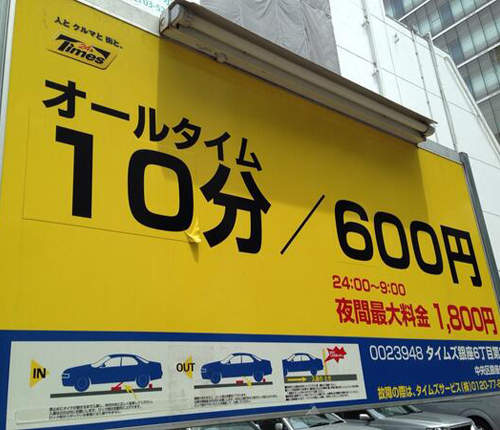 人と クルマと 街と。
24h
Times
オールタイム
10分／600円
24:00～9:00
夜間最大料金 1,800円
IN
OUT
0023948 タイムズ銀座6丁目第
中央区銀座
故障の際は、タイムズサービス(株)(0120-77-